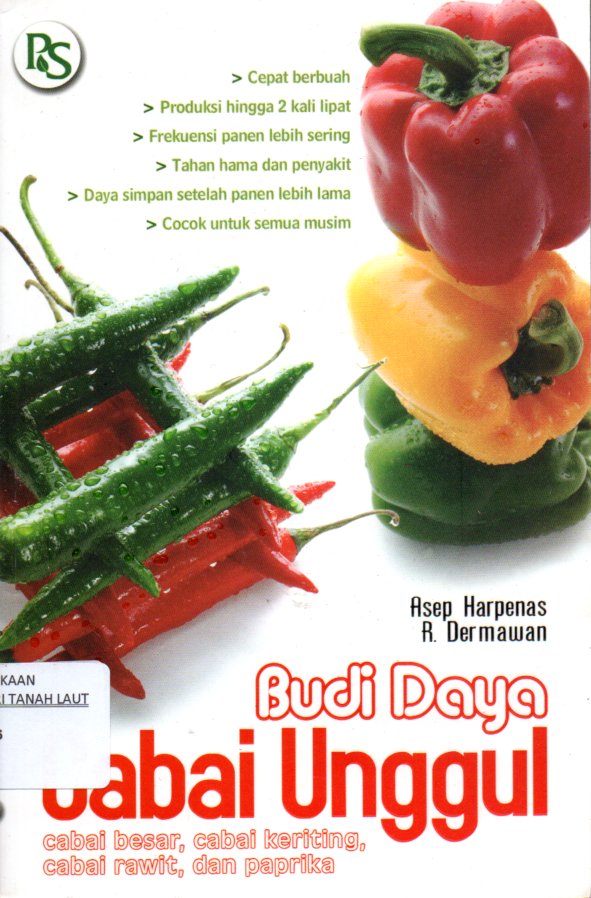 PS
> Cepat berbuah
> Produksi hingga 2 kali lipat
> Frekuensi panen lebih sering
> Tahan hama dan penyakit
> Daya simpan setelah panen lebih lama
> Cocok untuk semua musim
Asep Harpenas
R. Dermawan
KAAN
RI TANAH LAUT
Budi Daya
Cabai Unggul
cabai besar, cabai keriting,
cabai rawit, dan paprika